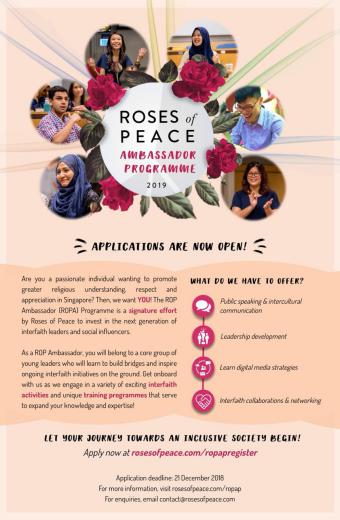 ROSES of
PEACE
AMBASSADOR
PROGRAMME
2019
APPLICATIONS ARE NOW OPEN!
Are you a passionate individual wanting to promote
greater religious understanding, respect and
appreciation in Singapore? Then, we want YOU! The ROP
Ambassador (ROPA) Programme is a signature effort
by Roses of Peace to invest in the next generation of
interfaith leaders and social influencers.
As a ROP Ambassador, you will belong to a core group of
young leaders who will learn to build bridges and inspire
ongoing interfaith initiatives on the ground. Get onboard
with us as we engage in a variety of exciting interfaith
activities and unique training programmes that serve
to expand your knowledge and expertise!
WHAT DO WE HAVE TO OFFER?
Public speaking & intercultural
communication
Leadership development
Learn digital media strategies
Interfaith collaborations & networking
LET YOUR JOURNEY TOWARDS AN INCLUSIVE SOCIETY BEGIN!
Apply now at rosesofpeace.com/ropapregister
Application deadline: 21 December 2018
For more information, visit rosesofpeace.com/ropap
For enquiries, email contact@rosesofpeace.com